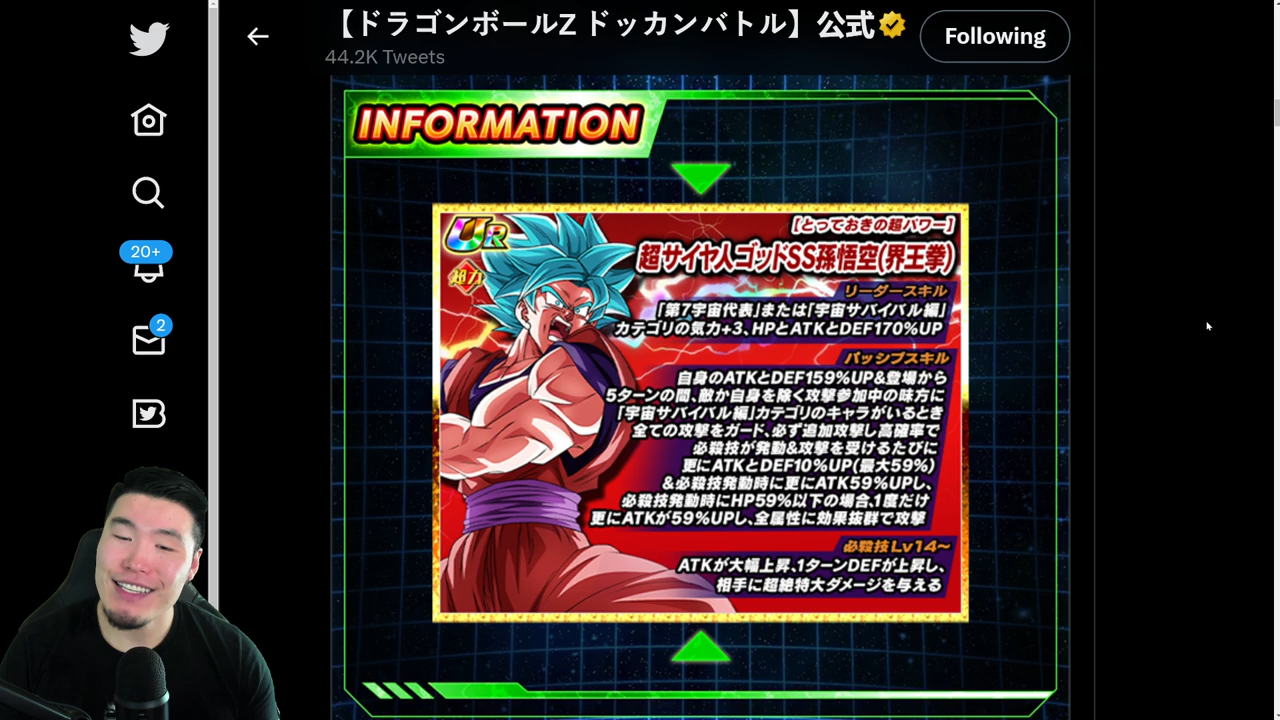 【ドラゴンボールZ ドッカンバトル】公式
44.2K Tweets
Following
20+
2
INFORMATION
UR
超力
[とっておきの超パワー]
超サイヤ人ゴッドSS孫悟空(界王拳)
リーダースキル
「第7宇宙代表」または「宇宙サバイバル編」
カテゴリの気力+3、HPとATKとDEF170%UP
パッシブスキル
自身のATKとDEF159%UP&登場から
5ターンの間、敵か自身を除く攻撃参加中の味方に
「宇宙サバイバル編」カテゴリのキャラがいるとき
全ての攻撃をガード、必ず追加攻撃し高確率で
必殺技が発動&攻撃を受けるたびに
更にATKとDEF10%UP(最大59%)
&必殺技発動時に更にATK59%UPし、
必殺技発動時にHP59%以下の場合、1度だけ
更にATKが59%UPし、全属性に効果抜群で攻撃
必殺技Lv14~
ATKが大幅上昇、1ターンDEFが上昇し、
相手に超絶特大ダメージを与える